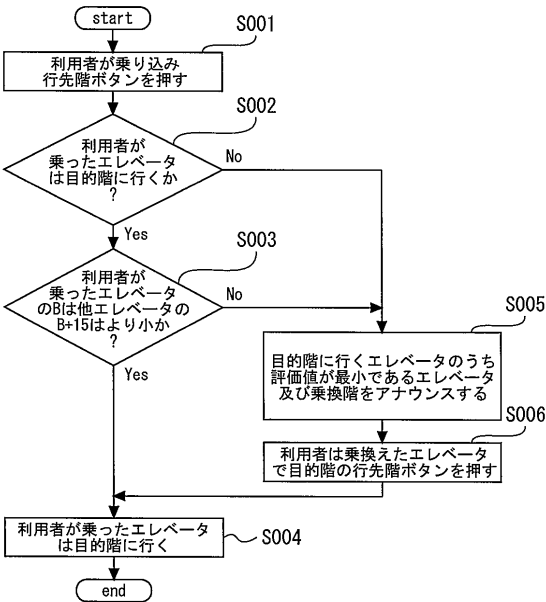 start
S001
利用者が乗り込み
行先階ボタンを押す
S002
利用者が
乗ったエレベータ
は目的階に行くか
?
No
Yes
S003
利用者が
乗ったエレベータ
のBは他エレベータの
B+15はより小か
?
No
Yes
S005
目的階に行くエレベータのうち
評価値が最小であるエレベータ
及び乗換階をアナウンスする
S006
利用者は乗換えたエレベータ
で目的階の行先階ボタンを押す
利用者が乗ったエレベータ
は目的階に行く
S004
end